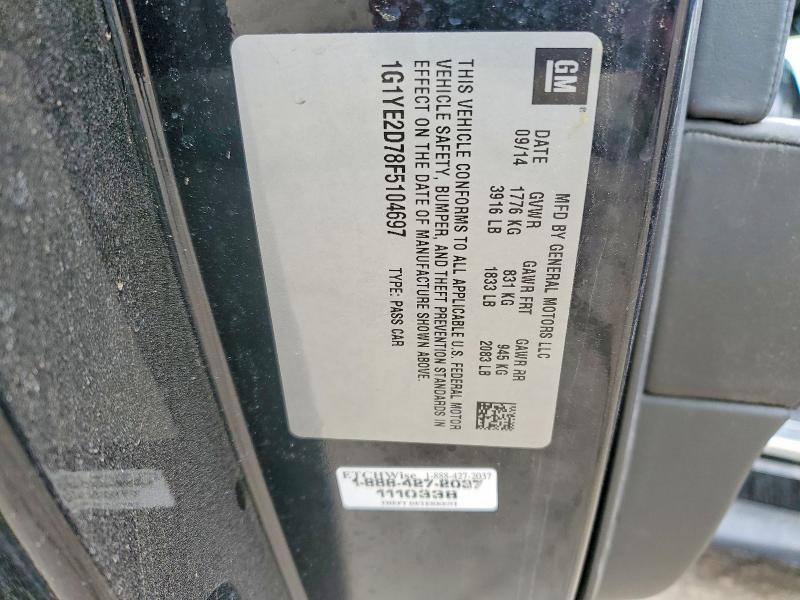 GM
MFD BY GENERAL MOTORS LLC
DATE GVWR GAWR FRT GAWR RR
09/14 1776 KG 831 KG 945 KG
3916 LB 1833 LB 2083 LB
THIS VEHICLE CONFORMS TO ALL APPLICABLE U.S. FEDERAL MOTOR
VEHICLE SAFETY, BUMPER, AND THEFT PREVENTION STANDARDS IN
EFFECT ON THE DATE OF MANUFACTURE SHOWN ABOVE.
1G1YE2D78F5104697 TYPE: PASS CAR
ETCHWise 1-888-427-2037
1-888-427-2037
1110338
THEFT DETERRENT